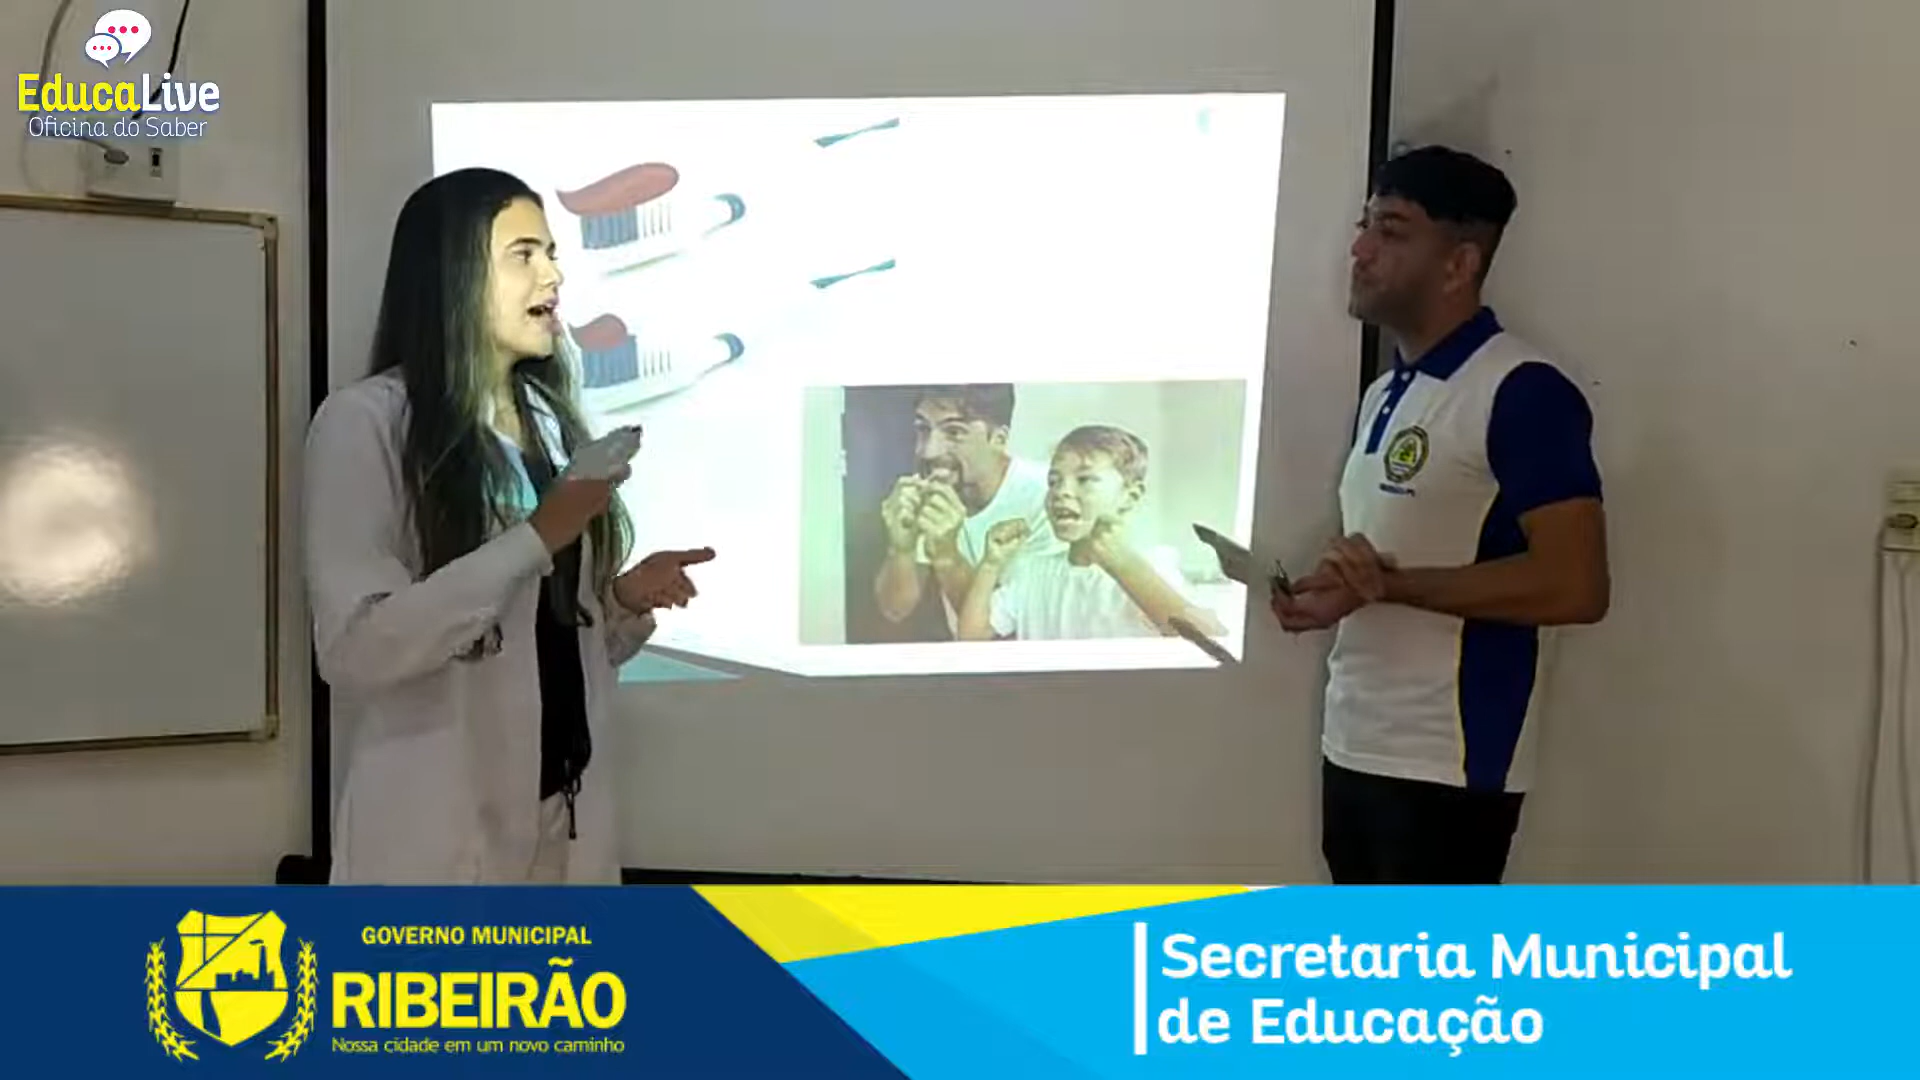 EducaLive
Oficina do Saber
GOVERNO MUNICIPAL
RIBEIRÃO
Nossa cidade em um novo caminho
Secretaria Municipal
de Educação